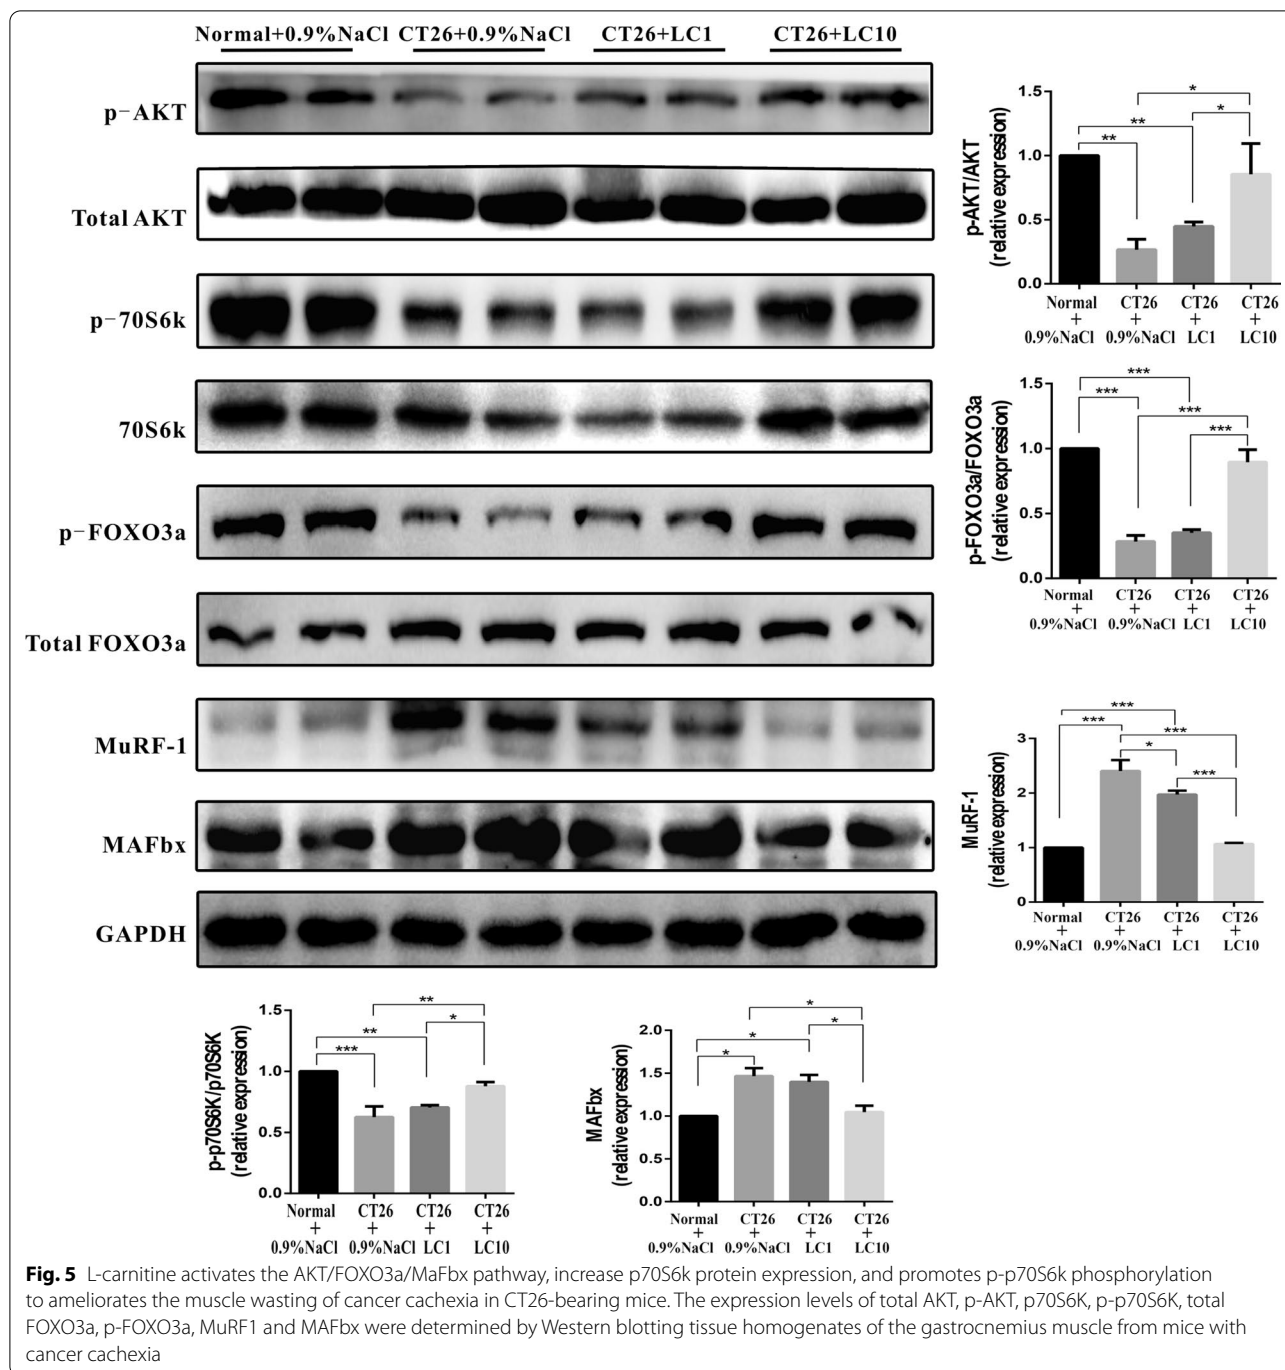 Normal+0.9%NaCl CT26+0.9%NaCl CT26+LC1 CT26+LC10
p-AKT
Total AKT
p-70S6k
70S6k
p-FOXO3a
Total FOXO3a
MuRF-1
MAFbx
GAPDH
p-AKT/AKT
(relative expression)
1.5
1.0
0.5
0.0
*
**
*
**
Normal CT26 CT26 CT26
+ + + +
0.9%NaCl 0.9%NaCl LC1 LC10
p-FOXO3a/FOXO3a
(relative expression)
1.5
1.0
0.5
0.0
***
***
***
***
Normal CT26 CT26 CT26
+ + + +
0.9%NaCl 0.9%NaCl LC1 LC10
MuRF-1
(relative expression)
3
2
1
0
***
***
***
*
***
Normal CT26 CT26 CT26
+ + + +
0.9%NaCl 0.9%NaCl LC1 LC10
p-p70S6K/p70S6K
(relative expression)
1.5
1.0
0.5
0.0
**
**
*
***
Normal CT26 CT26 CT26
+ + + +
0.9%NaCl 0.9%NaCl LC1 LC10
MAFbx
(relative expression)
2.0
1.5
1.0
0.5
0.0
*
*
*
*
Normal CT26 CT26 CT26
+ + + +
0.9%NaCl 0.9%NaCl LC1 LC10
Fig. 5 L-carnitine activates the AKT/FOXO3a/MaFbx pathway, increase p70S6k protein expression, and promotes p-p70S6k phosphorylation
to ameliorates the muscle wasting of cancer cachexia in CT26-bearing mice. The expression levels of total AKT, p-AKT, p70S6K, p-p70S6K, total
FOXO3a, p-FOXO3a, MuRF1 and MAFbx were determined by Western blotting tissue homogenates of the gastrocnemius muscle from mice with
cancer cachexia